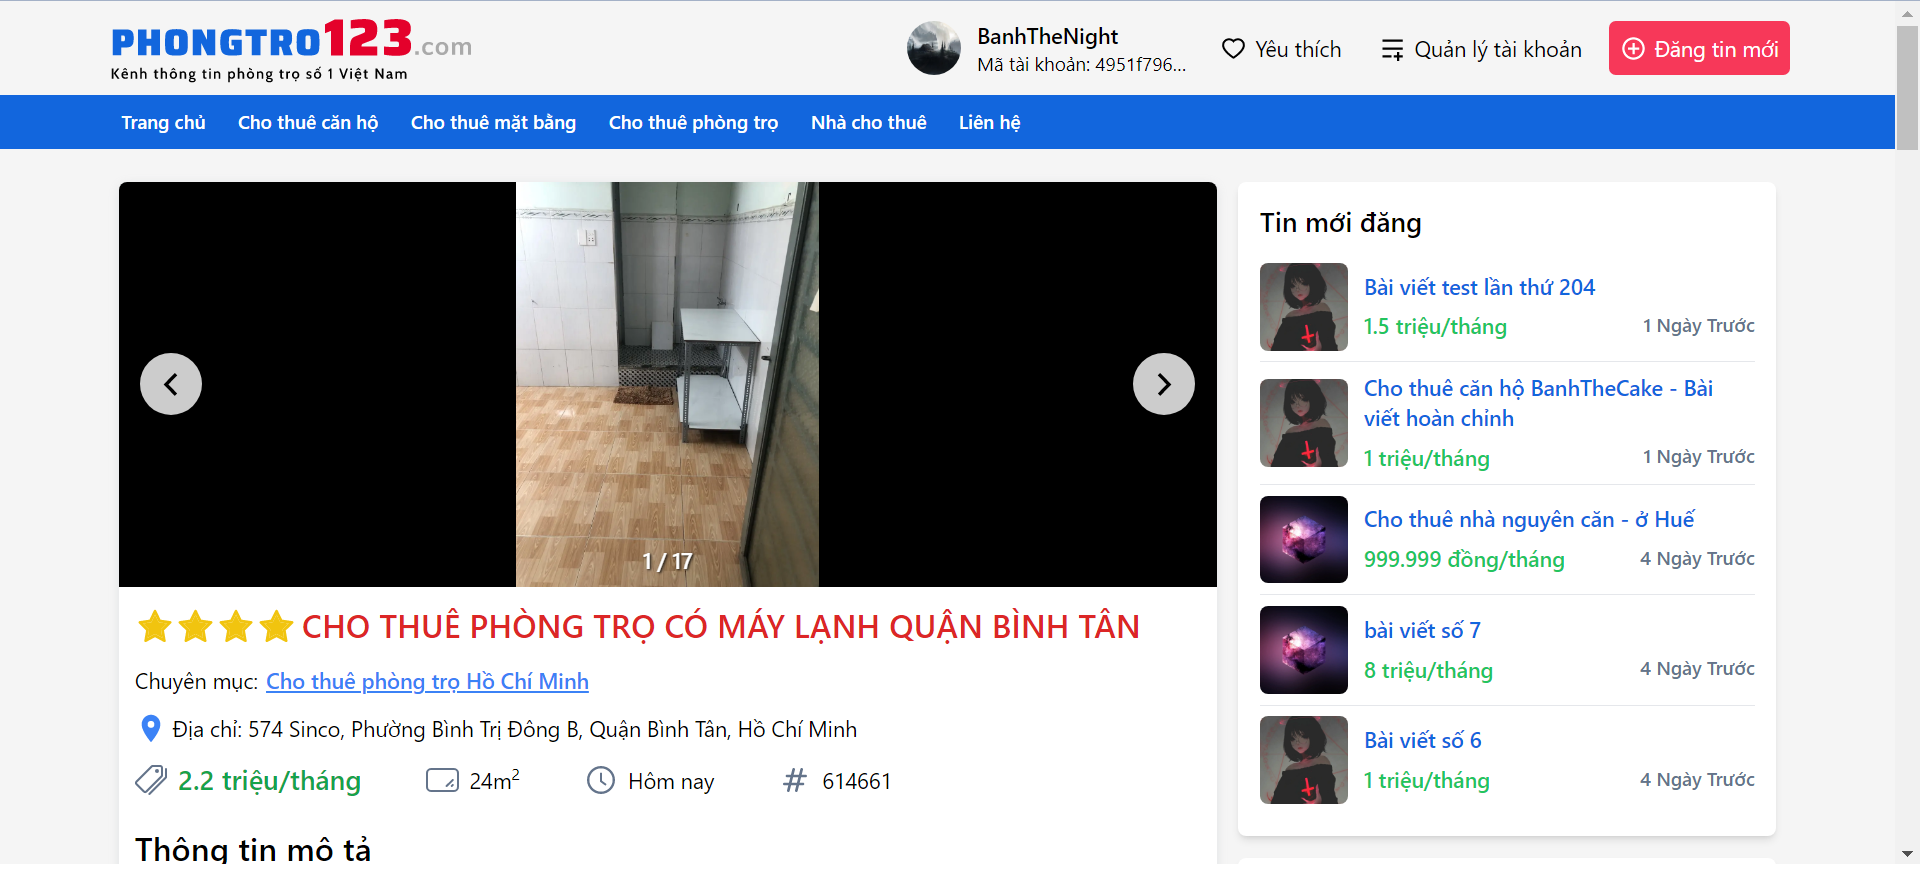 PHONGTRO123.com
Kênh thông tin phòng trọ số 1 Việt Nam
BanhTheNight
Mã tài khoản: 4951f796...
Yêu thích
Quản lý tài khoản
Đăng tin mới
Trang chủ
Cho thuê căn hộ
Cho thuê mặt bằng
Cho thuê phòng trọ
Nhà cho thuê
Liên hệ
1 / 17
CHO THUÊ PHÒNG TRỌ CÓ MÁY LẠNH QUẬN BÌNH TÂN
Chuyên mục: Cho thuê phòng trọ Hồ Chí Minh
Địa chỉ: 574 Sinco, Phường Bình Trị Đông B, Quận Bình Tân, Hồ Chí Minh
2.2 triệu/tháng
24m²
Hôm nay
# 614661
Thông tin mô tả
Tin mới đăng
Bài viết test lần thứ 204
1.5 triệu/tháng
1 Ngày Trước
Cho thuê căn hộ BanhTheCake - Bài
viết hoàn chỉnh
1 triệu/tháng
1 Ngày Trước
Cho thuê nhà nguyên căn - ở Huế
999.999 đồng/tháng
4 Ngày Trước
bài viết số 7
8 triệu/tháng
4 Ngày Trước
Bài viết số 6
1 triệu/tháng
4 Ngày Trước